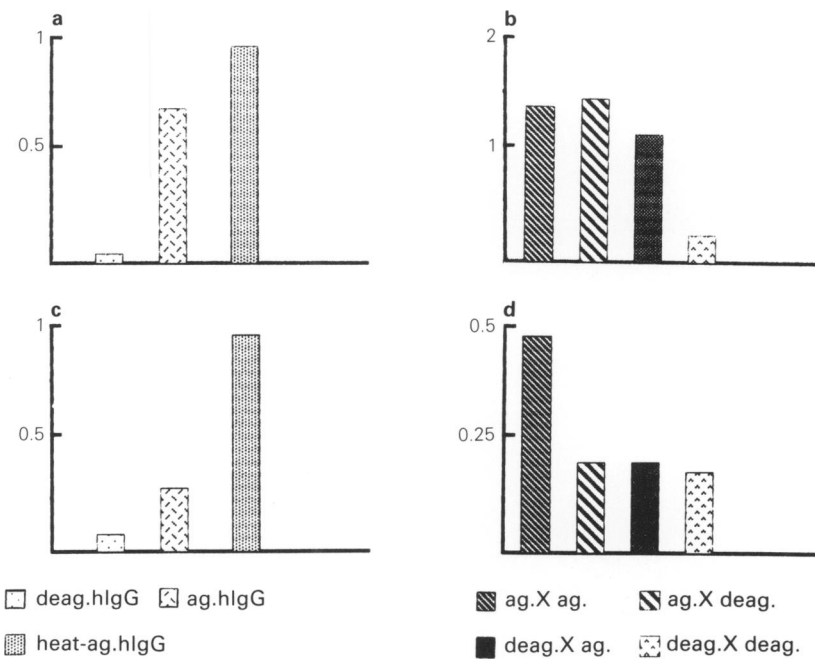 a
1
0.5
b
2
1
c
1
0.5
d
0.5
0.25
deag.hIgG ag.hIgG
heat-ag.hIgG
ag.X ag. ag.X deag.
deag.X ag. deag.X deag.